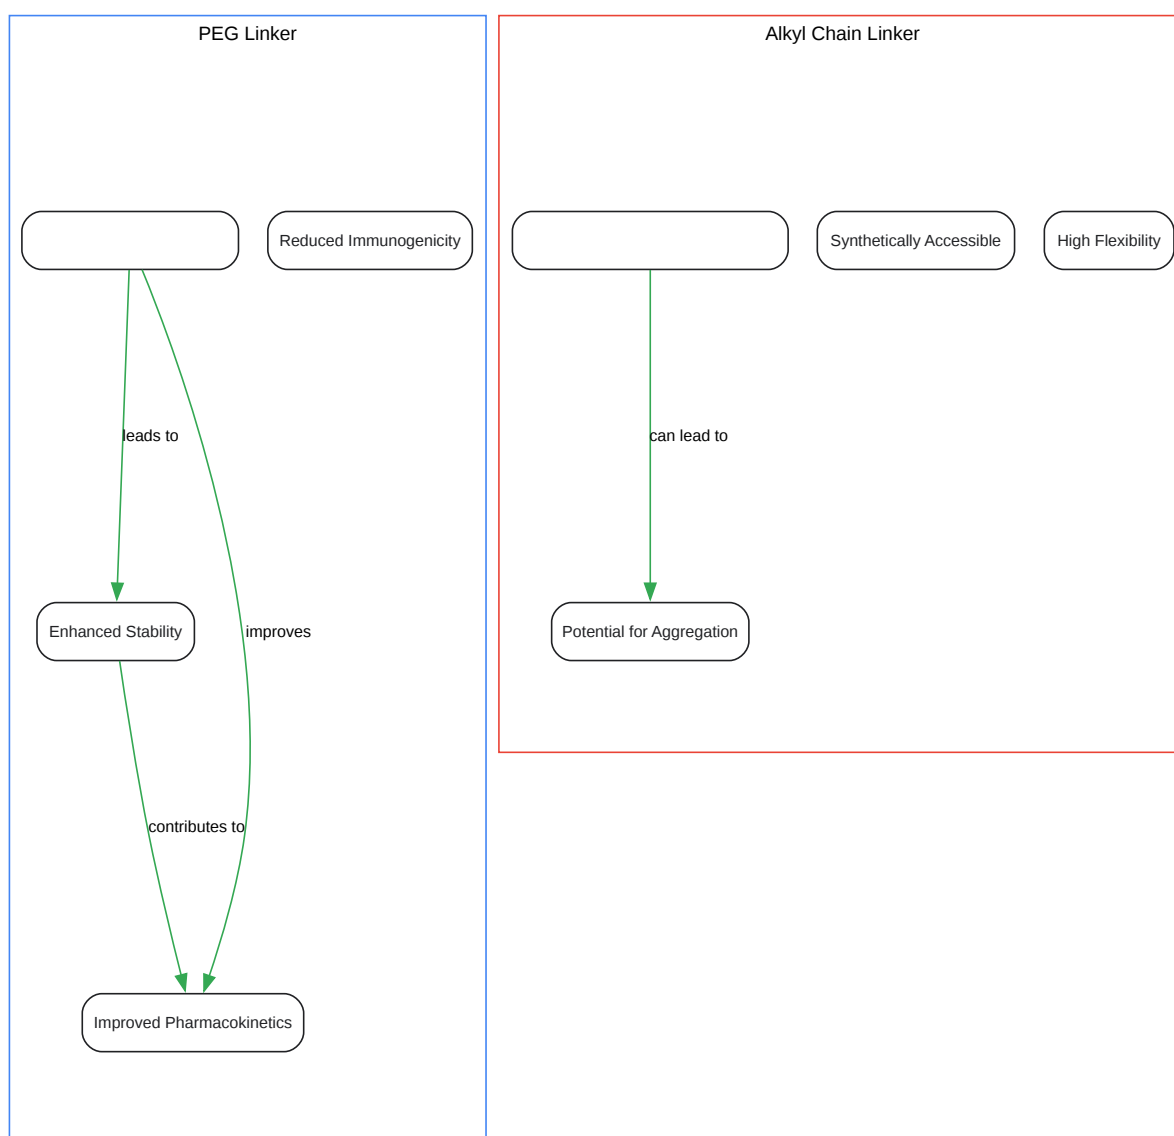 PEG Linker
Reduced Immunogenicity
leads to
Enhanced Stability
improves
contributes to
Improved Pharmacokinetics
Alkyl Chain Linker
Synthetically Accessible
High Flexibility
can lead to
Potential for Aggregation